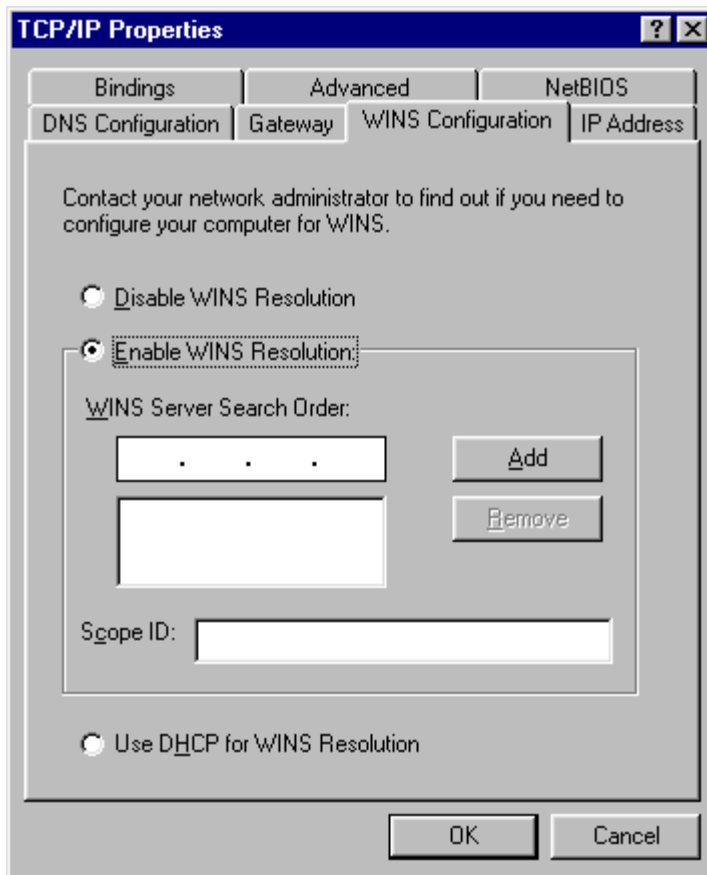 TCP/IP Properties
Bindings Advanced NetBIOS
DNS Configuration Gateway WINS Configuration IP Address
Contact your network administrator to find out if you need to
configure your computer for WINS.
Disable WINS Resolution
Enable WINS Resolution:
WINS Server Search Order:
. . .
Add
Remove
Scope ID:
Use DHCP for WINS Resolution
OK Cancel